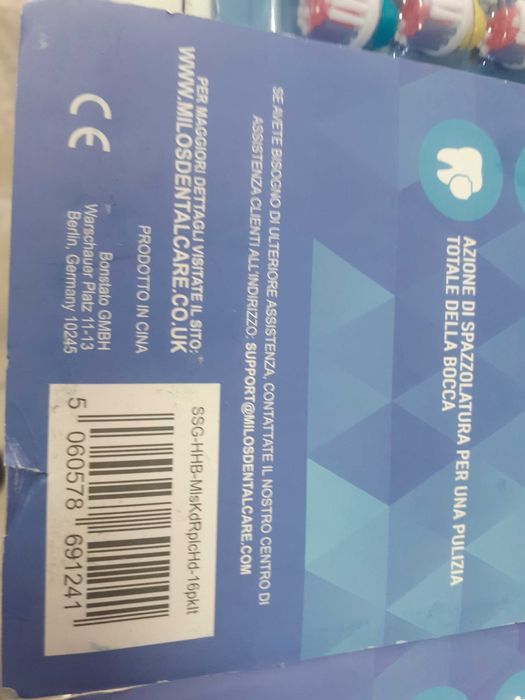 AZIONE DI SPAZZOLATURA PER UNA PULIZIA
TOTALE DELLA BOCCA
SE AVETE BISOGNO DI ULTERIORE ASSISTENZA, CONTATTATE IL NOSTRO CENTRO DI
ASSISTENZA CLIENTI ALL'INDIRIZZO: SUPPORT@MILOSDENTALCARE.COM
PER MAGGIORI DETTAGLI VISITATE IL SITO:
WWW.MILOSDENTALCARE.CO.UK
PRODOTTO IN CINA
CE
Bonstato GMBH
Warschauer Platz 11-13
Berlin, Germany 10245
SSG-HHB-MlsKdRplcHd-16pkIt
5 060578 691241